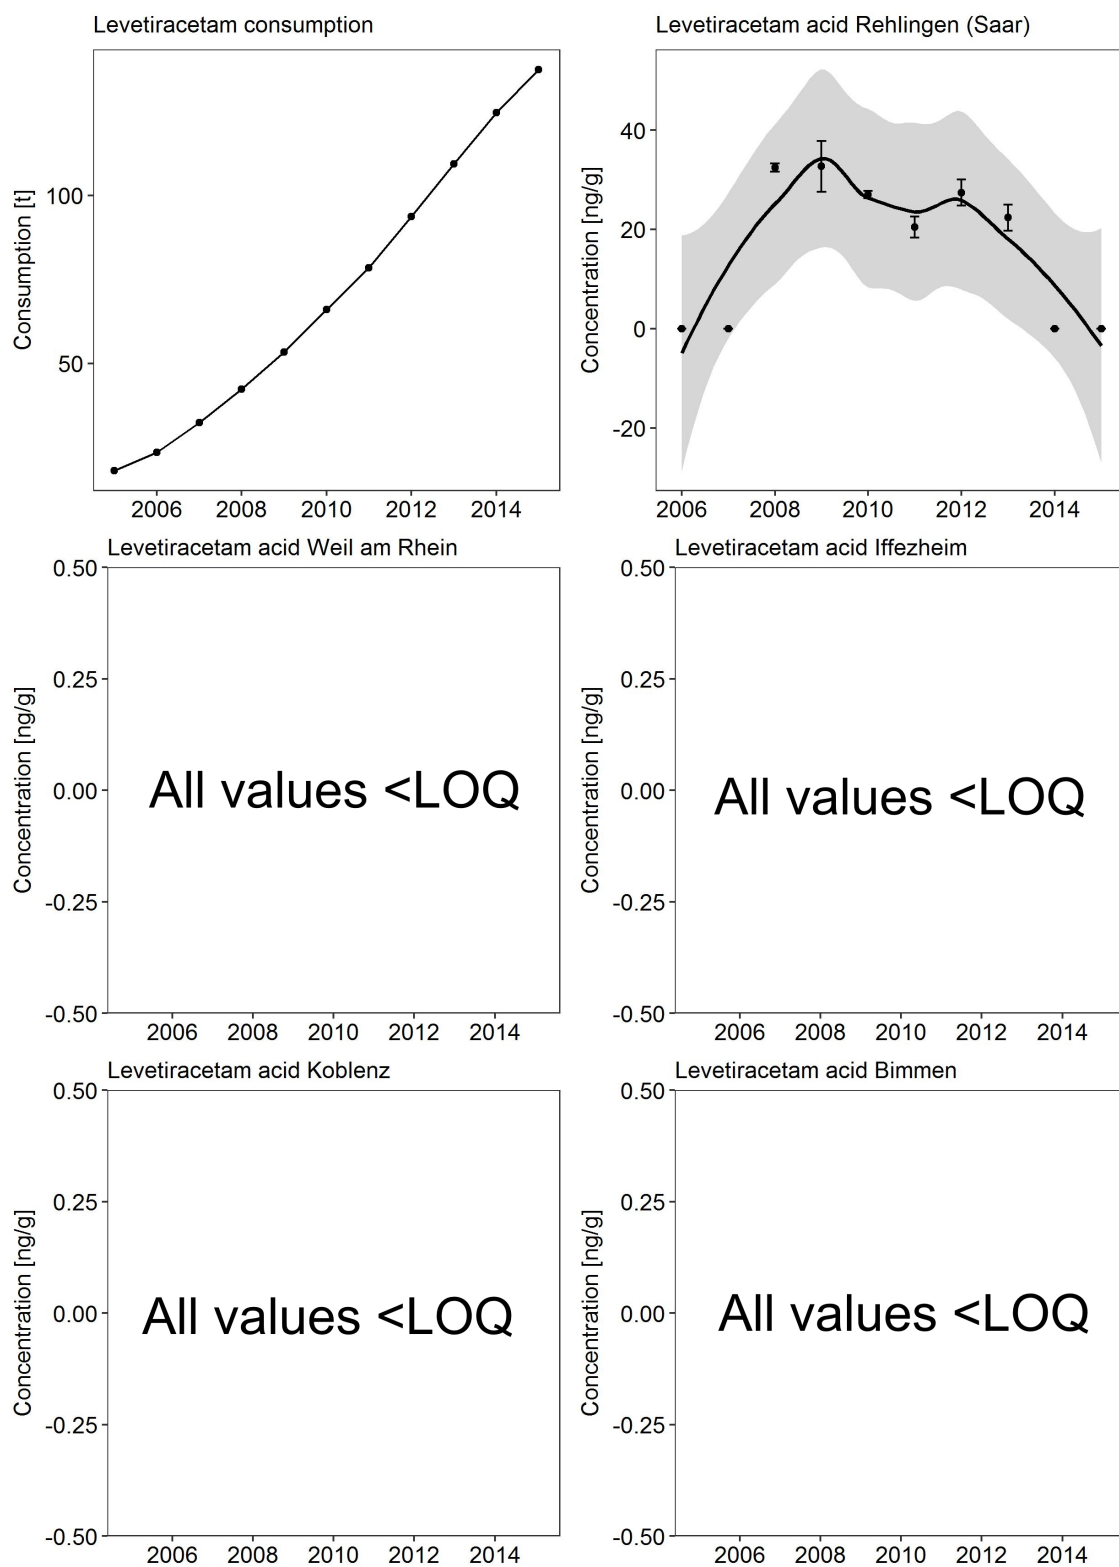 Levetiracetam consumption
Consumption [t]
100
50
2006 2008 2010 2012 2014
Levetiracetam acid Rehlingen (Saar)
Concentration [ng/g]
40
20
0
-20
2006 2008 2010 2012 2014
Levetiracetam acid Weil am Rhein
Concentration [ng/g]
0.50
0.25
0.00
-0.25
-0.50
All values <LOQ
2006 2008 2010 2012 2014
Levetiracetam acid Iffezheim
Concentration [ng/g]
0.50
0.25
0.00
-0.25
-0.50
All values <LOQ
2006 2008 2010 2012 2014
Levetiracetam acid Koblenz
Concentration [ng/g]
0.50
0.25
0.00
-0.25
-0.50
All values <LOQ
2006 2008 2010 2012 2014
Levetiracetam acid Bimmen
Concentration [ng/g]
0.50
0.25
0.00
-0.25
-0.50
All values <LOQ
2006 2008 2010 2012 2014